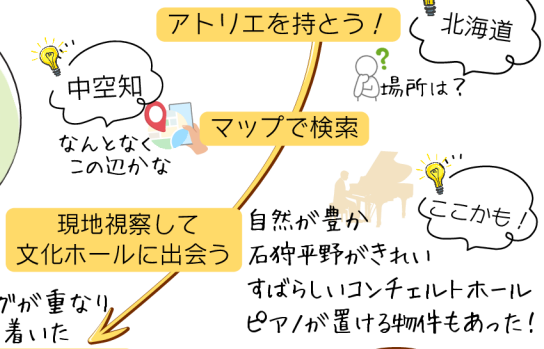 アトリエを持とう！
北海道
場所は？
中空知
なんとなく
この辺かな
マップで検索
ここかも！
現地視察して
文化ホールに出会う
自然が豊か
石狩平野がきれい
すばらしいコンチェルトホール
ピアノが置ける物件もあった！
グが重なり
着いた